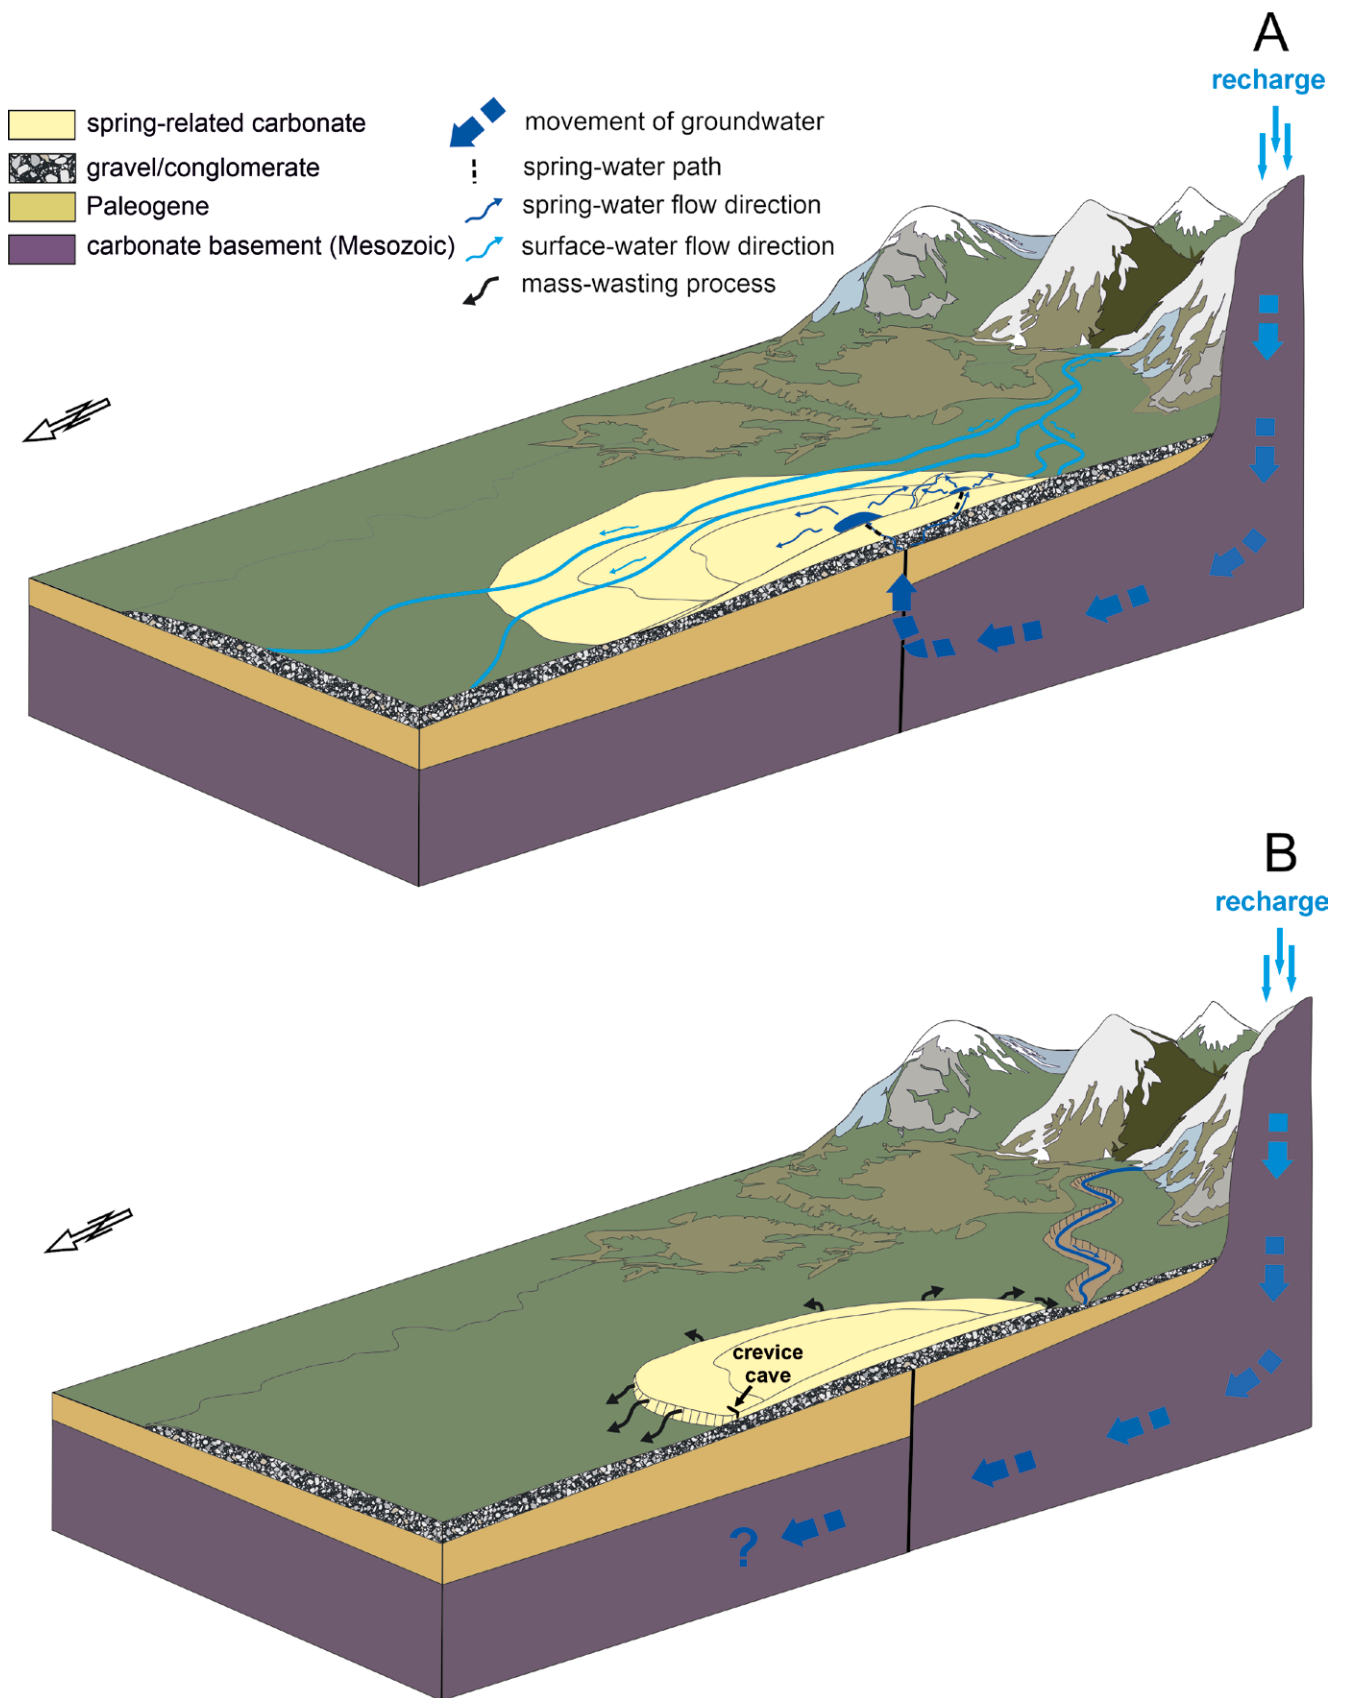 A
recharge
spring-related carbonate
gravel/conglomerate
Paleogene
carbonate basement (Mesozoic)
movement of groundwater
spring-water path
spring-water flow direction
surface-water flow direction
mass-wasting process
B
recharge
crevice
cave
?